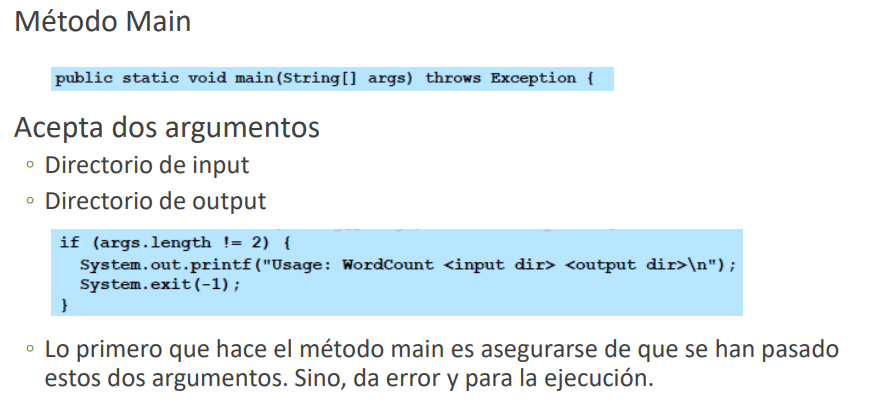 Método Main
public static void main(String[] args) throws Exception {
Acepta dos argumentos
◦ Directorio de input
◦ Directorio de output
if (args.length != 2) {
System.out.printf("Usage: WordCount <input dir> <output dir>\n");
System.exit(-1);
}
◦ Lo primero que hace el método main es asegurarse de que se han pasado
estos dos argumentos. Sino, da error y para la ejecución.